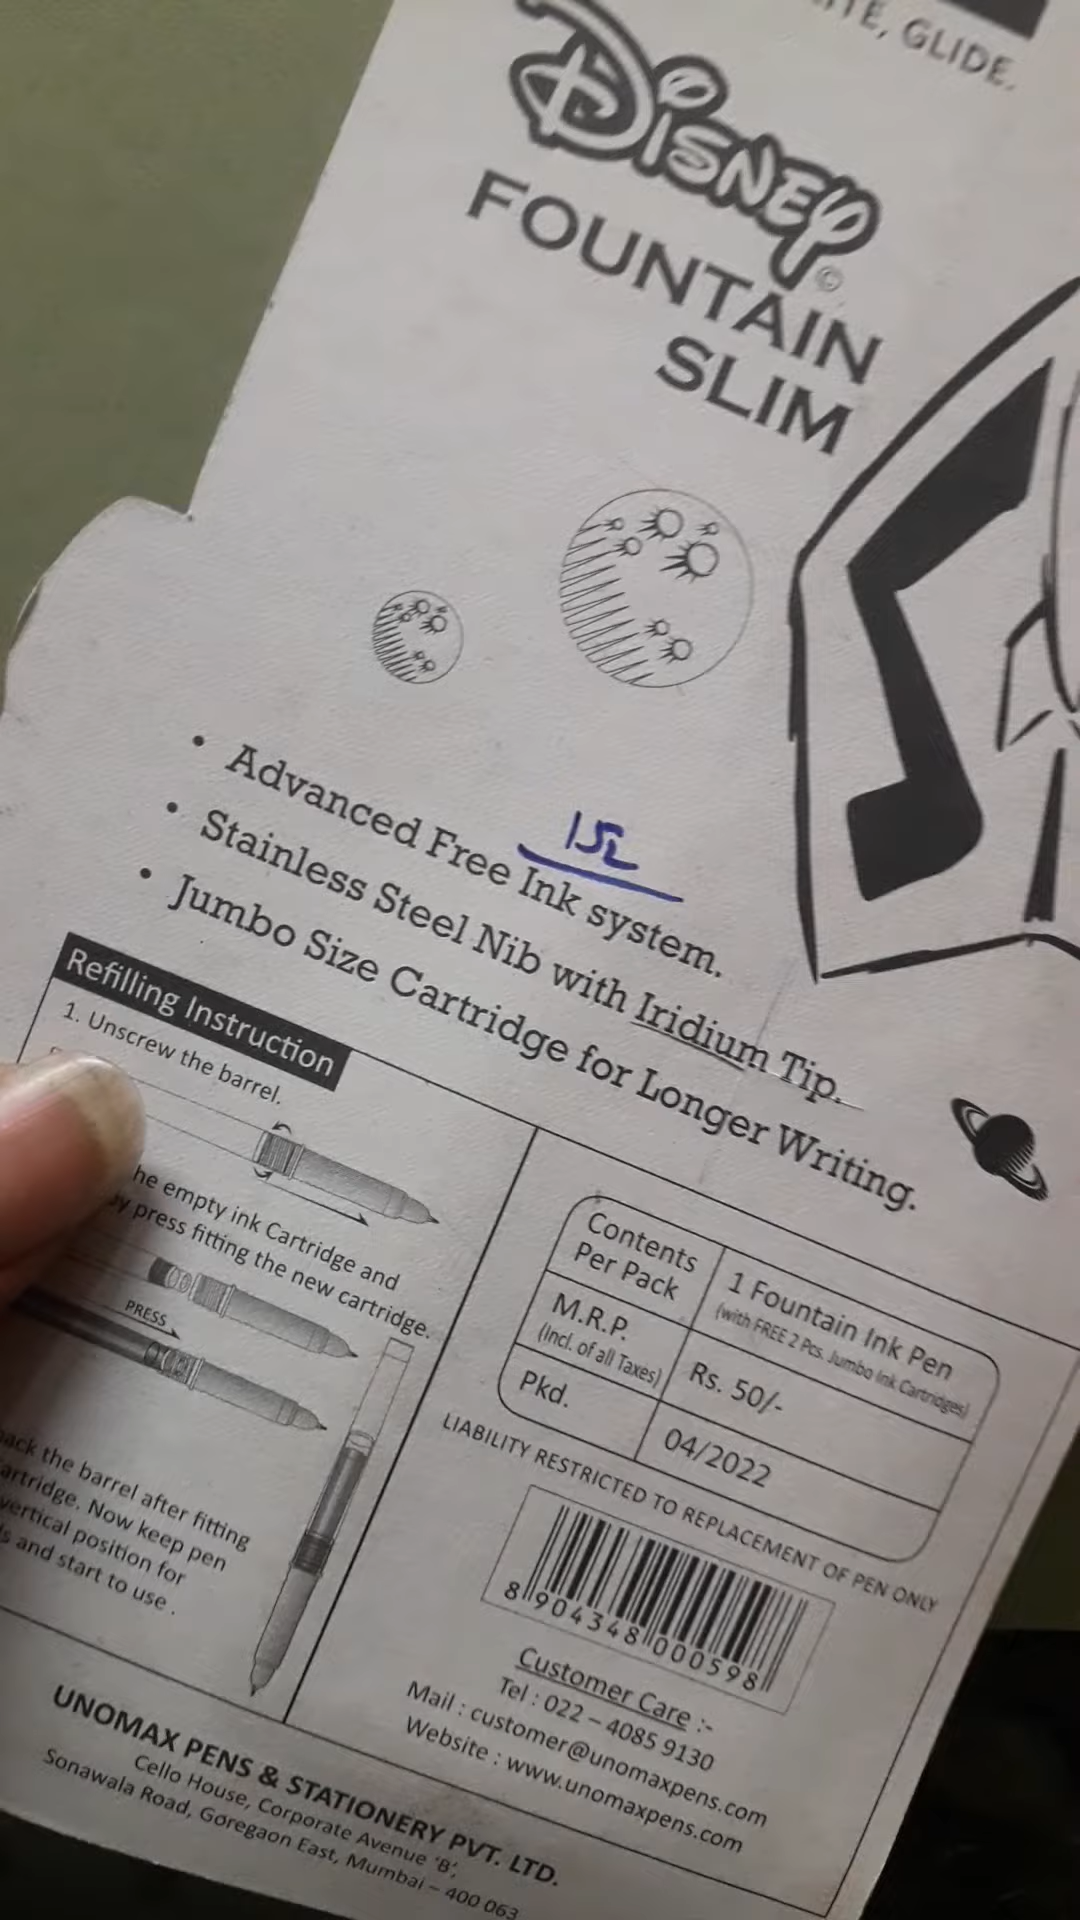 ITE, GLIDE.
Disney
©
FOUNTAIN
SLIM
• Advanced Free Ink system.
• Stainless Steel Nib with Iridium Tip.
• Jumbo Size Cartridge for Longer Writing.
Refilling Instruction
1. Unscrew the barrel.
he empty ink Cartridge and
by press fitting the new cartridge.
PRESS
ack the barrel after fitting
artridge. Now keep pen
vertical position for
s and start to use .
Contents Per Pack
1 Fountain Ink Pen
(with FREE 2 Pcs. Jumbo Ink Cartridges)
M.R.P.
(Incl. of all Taxes)
Rs. 50/-
Pkd.
04/2022
LIABILITY RESTRICTED TO REPLACEMENT OF PEN ONLY
8 904348 000598
Customer Care :-
Tel : 022 – 4085 9130
Mail : customer@unomaxpens.com
Website : www.unomaxpens.com
UNOMAX PENS & STATIONERY PVT. LTD.
Cello House, Corporate Avenue 'B',
Sonawala Road, Goregaon East, Mumbai – 400 063